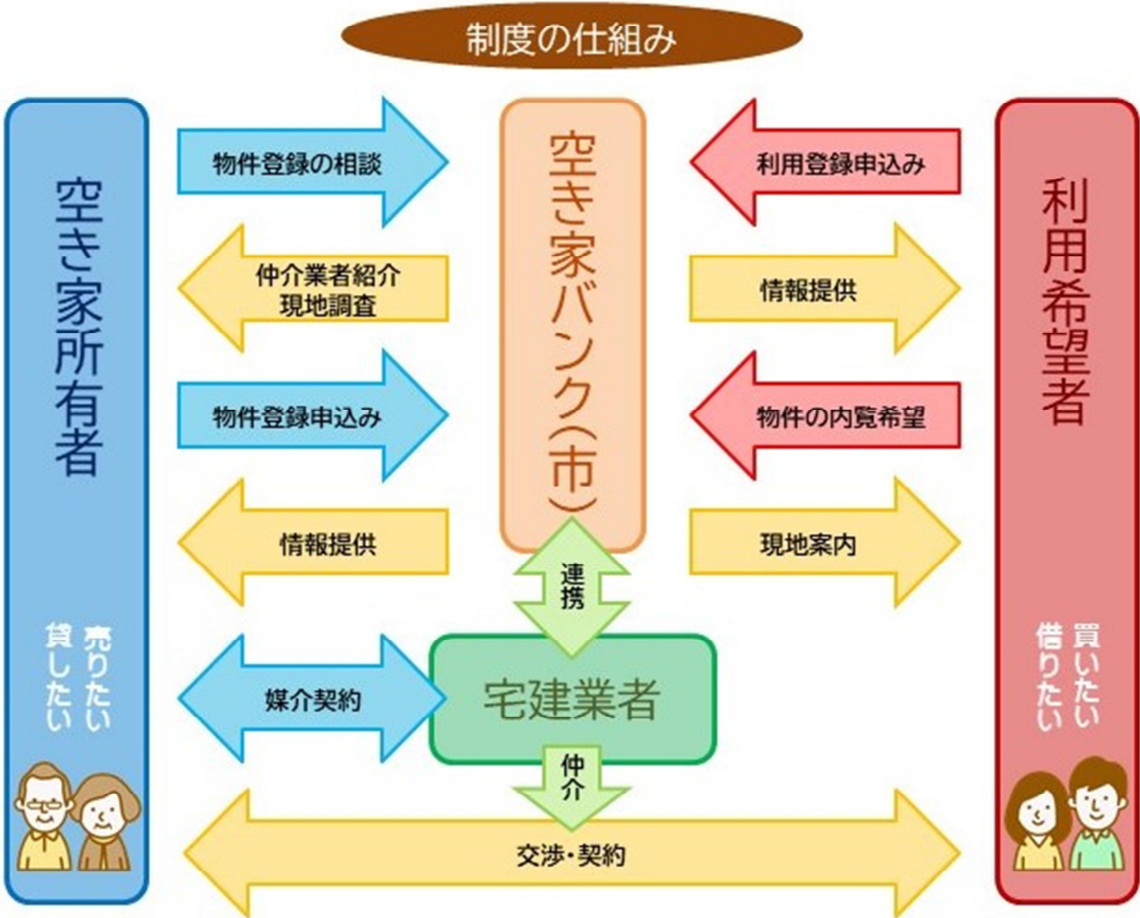 制度の仕組み
空き家所有者
売りたい
貸したい
物件登録の相談
仲介業者紹介
現地調査
物件登録申込み
情報提供
媒介契約
空き家バンク(市)
連携
宅建業者
仲介
交渉・契約
利用登録申込み
情報提供
物件の内覧希望
現地案内
利用希望者
買いたい
借りたい